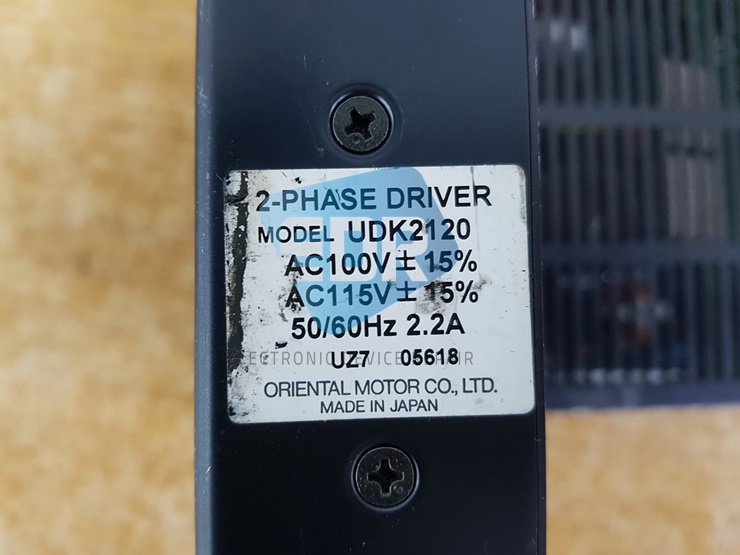 2-PHASE DRIVER
MODEL UDK2120
AC100V ± 15%
AC115V ± 15%
50/60Hz 2.2A
UZ7 05618
ORIENTAL MOTOR CO., LTD.
MADE IN JAPAN
EDR